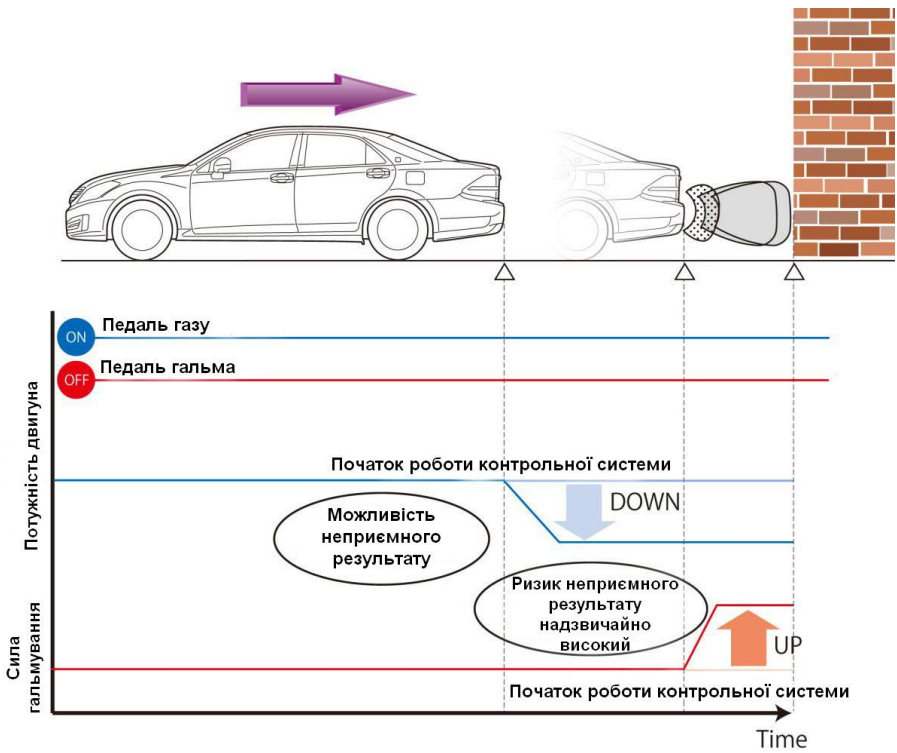 ON
Педаль газу
OFF
Педаль гальма
Потужність двигуна
Початок роботи контрольної системи
DOWN
Можливість
неприємного
результату
Ризик неприємного
результату
надзвичайно
високий
UP
Сила
гальмування
Початок роботи контрольної системи
Time